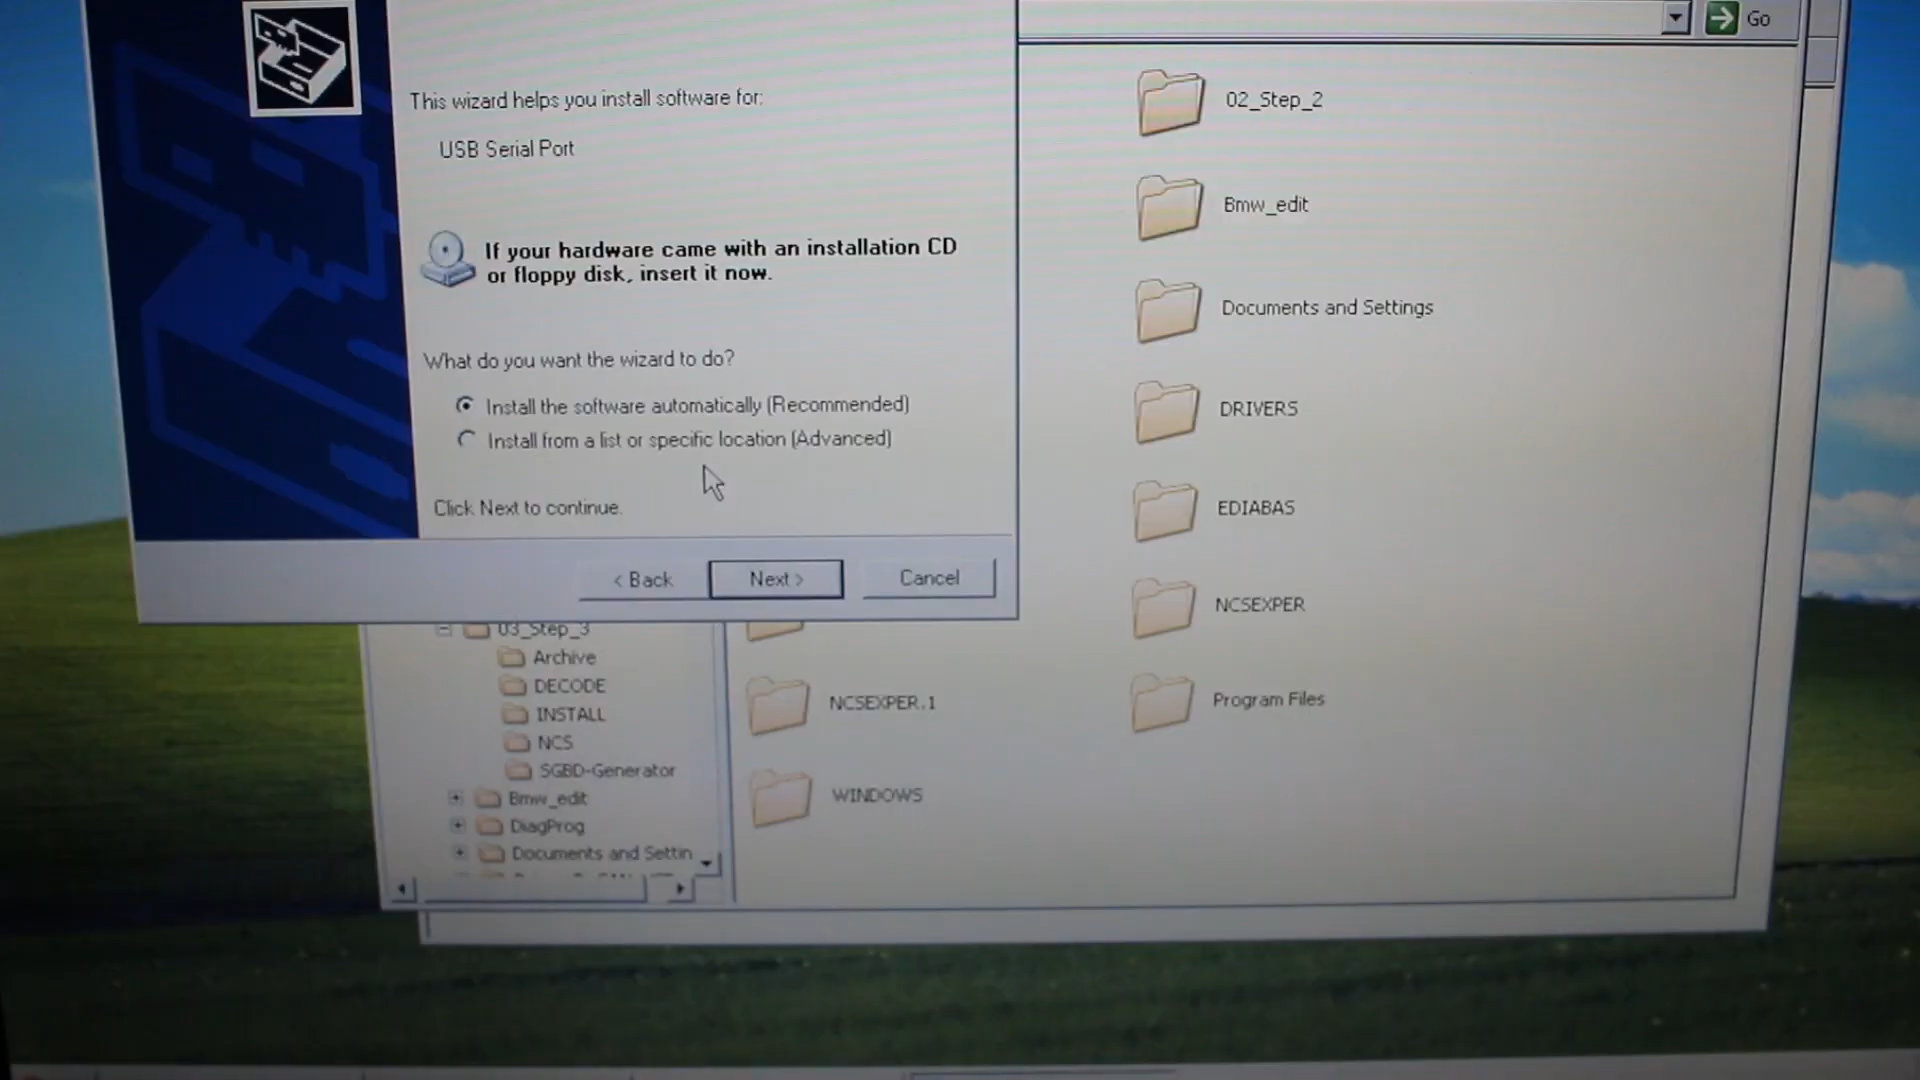 This wizard helps you install software for:
USB Serial Port
If your hardware came with an installation CD
or floppy disk, insert it now.
What do you want the wizard to do?
Install the software automatically (Recommended)
Install from a list or specific location (Advanced)
Click Next to continue.
< Back
Next >
Cancel
Go
02_Step_2
Bmw_edit
Documents and Settings
DRIVERS
EDIABAS
NCSEXPER
Program Files
NCSEXPER.1
WINDOWS
03_Step_3
Archive
DECODE
INSTALL
NCS
SGBD-Generator
Bmw_edit
DiagProg
Documents and Settin